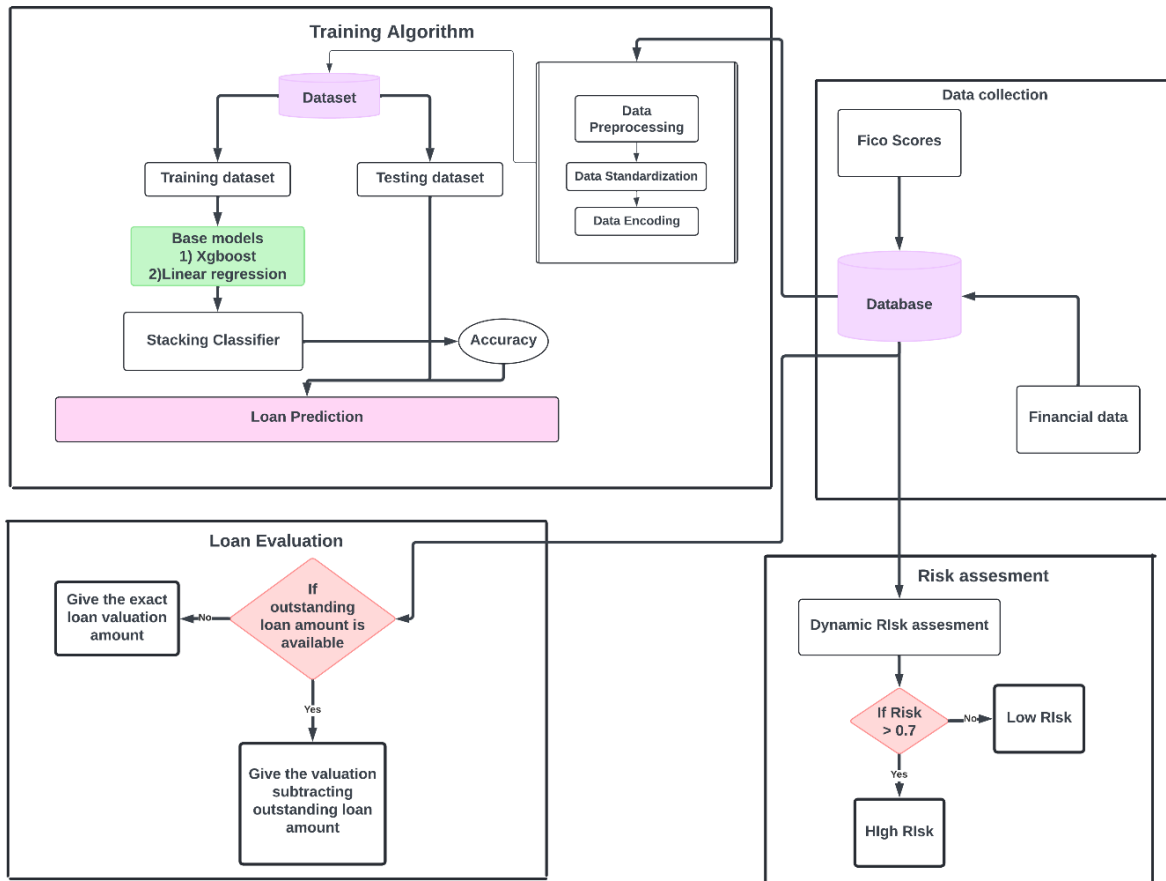 Training Algorithm
Dataset
Training dataset
Testing dataset
Base models
1) Xgboost
2)Linear regression
Stacking Classifier
Accuracy
Loan Prediction
Data
Preprocessing
Data Standardization
Data Encoding
Data collection
Fico Scores
Database
Financial data
Loan Evaluation
If
outstanding
loan amount is
available
No
Give the exact
loan valuation
amount
Yes
Give the valuation
subtracting
outstanding loan
amount
Risk assesment
Dynamic RIsk assesment
If Risk
> 0.7
No
Low RIsk
Yes
HIgh RIsk